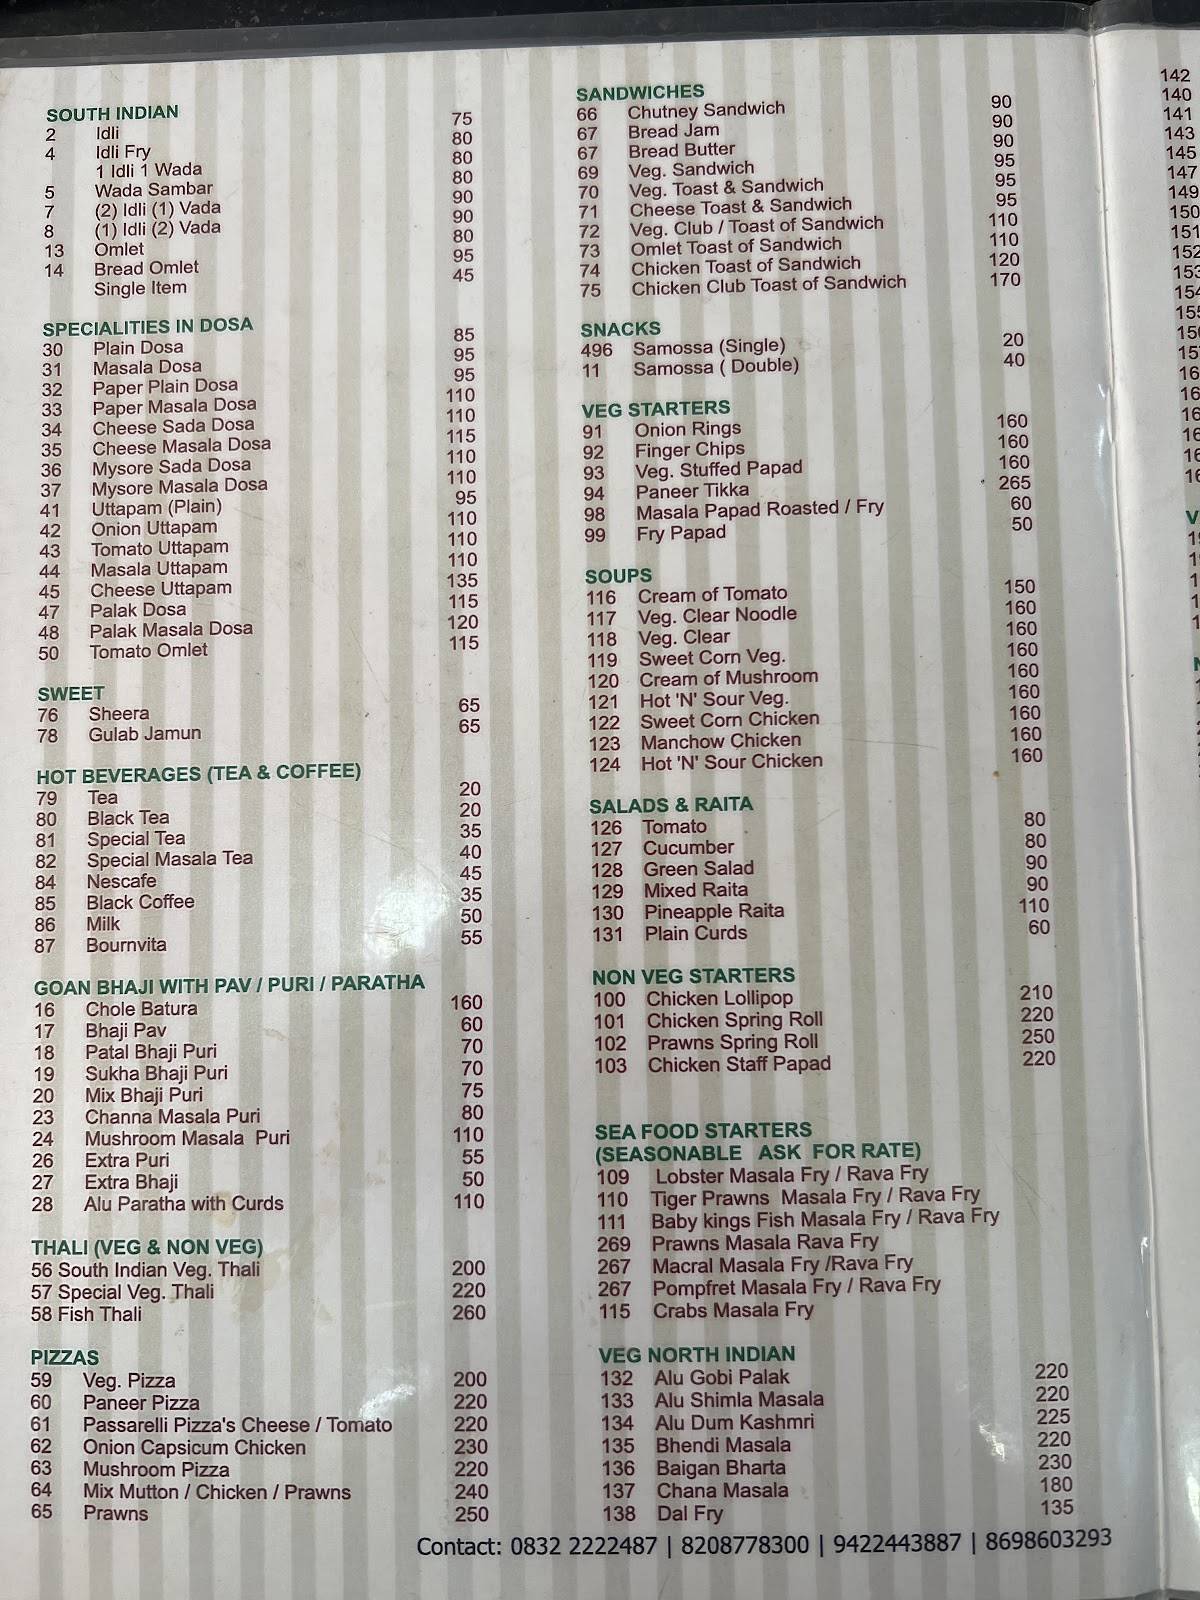 SOUTH INDIAN
2 Idli 75
4 Idli Fry 80
1 Idli 1 Wada 80
5 Wada Sambar 80
7 (2) Idli (1) Vada 90
8 (1) Idli (2) Vada 90
13 Omlet 80
14 Bread Omlet 95
Single Item 45
SPECIALITIES IN DOSA
30 Plain Dosa 85
31 Masala Dosa 95
32 Paper Plain Dosa 95
33 Paper Masala Dosa 110
34 Cheese Sada Dosa 110
35 Cheese Masala Dosa 115
36 Mysore Sada Dosa 110
37 Mysore Masala Dosa 110
41 Uttapam (Plain) 95
42 Onion Uttapam 110
43 Tomato Uttapam 110
44 Masala Uttapam 110
45 Cheese Uttapam 135
47 Palak Dosa 115
48 Palak Masala Dosa 120
50 Tomato Omlet 115
SWEET
76 Sheera 65
78 Gulab Jamun 65
HOT BEVERAGES (TEA & COFFEE)
79 Tea 20
80 Black Tea 20
81 Special Tea 35
82 Special Masala Tea 40
84 Nescafe 45
85 Black Coffee 35
86 Milk 50
87 Bournvita 55
GOAN BHAJI WITH PAV / PURI / PARATHA
16 Chole Batura 160
17 Bhaji Pav 60
18 Patal Bhaji Puri 70
19 Sukha Bhaji Puri 70
20 Mix Bhaji Puri 75
23 Channa Masala Puri 80
24 Mushroom Masala Puri 110
26 Extra Puri 55
27 Extra Bhaji 50
28 Alu Paratha with Curds 110
THALI (VEG & NON VEG)
56 South Indian Veg. Thali 200
57 Special Veg. Thali 220
58 Fish Thali 260
PIZZAS
59 Veg. Pizza 200
60 Paneer Pizza 220
61 Passarelli Pizza's Cheese / Tomato 220
62 Onion Capsicum Chicken 230
63 Mushroom Pizza 220
64 Mix Mutton / Chicken / Prawns 240
65 Prawns 250
SANDWICHES
66 Chutney Sandwich 90
67 Bread Jam 90
67 Bread Butter 90
69 Veg. Sandwich 95
70 Veg. Toast & Sandwich 95
71 Cheese Toast & Sandwich 95
72 Veg. Club / Toast of Sandwich 110
73 Omlet Toast of Sandwich 110
74 Chicken Toast of Sandwich 120
75 Chicken Club Toast of Sandwich 170
SNACKS
496 Samossa (Single) 20
11 Samossa ( Double) 40
VEG STARTERS
91 Onion Rings 160
92 Finger Chips 160
93 Veg. Stuffed Papad 160
94 Paneer Tikka 265
98 Masala Papad Roasted / Fry 60
99 Fry Papad 50
SOUPS
116 Cream of Tomato 150
117 Veg. Clear Noodle 160
118 Veg. Clear 160
119 Sweet Corn Veg. 160
120 Cream of Mushroom 160
121 Hot 'N' Sour Veg. 160
122 Sweet Corn Chicken 160
123 Manchow Chicken 160
124 Hot 'N' Sour Chicken 160
SALADS & RAITA
126 Tomato 80
127 Cucumber 80
128 Green Salad 90
129 Mixed Raita 90
130 Pineapple Raita 110
131 Plain Curds 60
NON VEG STARTERS
100 Chicken Lollipop 210
101 Chicken Spring Roll 220
102 Prawns Spring Roll 250
103 Chicken Staff Papad 220
SEA FOOD STARTERS
(SEASONABLE ASK FOR RATE)
109 Lobster Masala Fry / Rava Fry
110 Tiger Prawns Masala Fry / Rava Fry
111 Baby kings Fish Masala Fry / Rava Fry
269 Prawns Masala Rava Fry
267 Macral Masala Fry /Rava Fry
267 Pompfret Masala Fry / Rava Fry
115 Crabs Masala Fry
VEG NORTH INDIAN
132 Alu Gobi Palak 220
133 Alu Shimla Masala 220
134 Alu Dum Kashmri 225
135 Bhendi Masala 220
136 Baigan Bharta 230
137 Chana Masala 180
138 Dal Fry 135
Contact: 0832 2222487 | 8208778300 | 9422443887 | 8698603293
142
140
141
143
145
147
149
150
151
152